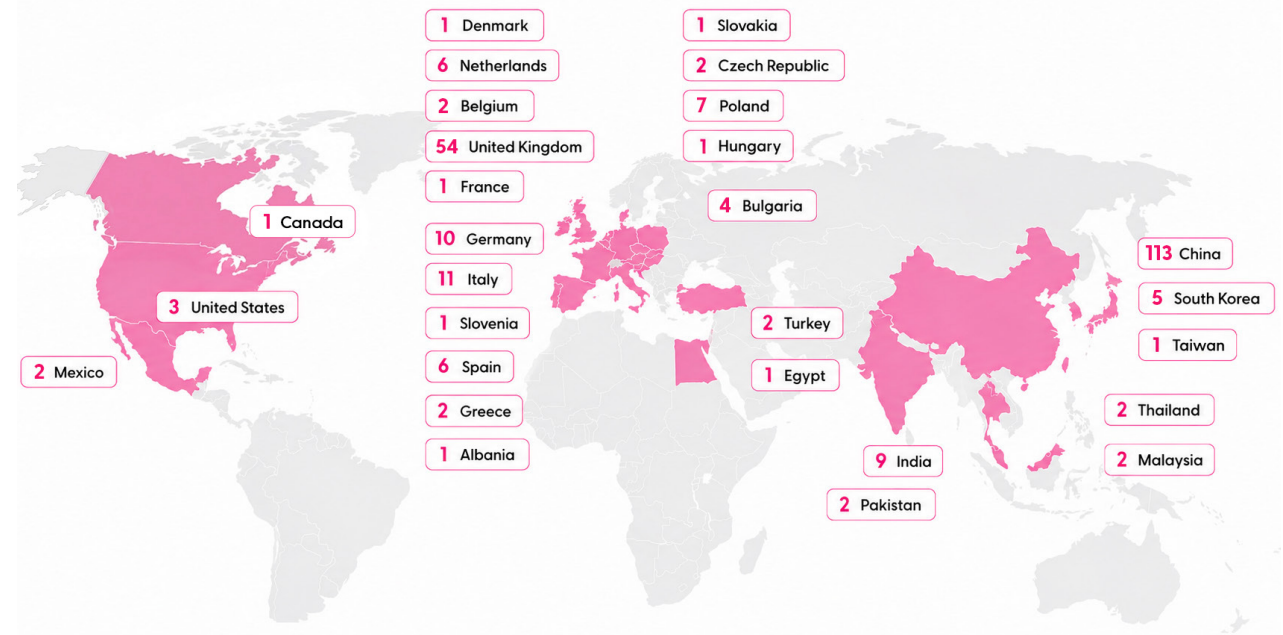 1 Denmark
6 Netherlands
2 Belgium
54 United Kingdom
1 France
10 Germany
11 Italy
1 Slovenia
6 Spain
2 Greece
1 Albania
1 Slovakia
2 Czech Republic
7 Poland
1 Hungary
4 Bulgaria
1 Canada
3 United States
2 Mexico
2 Turkey
1 Egypt
113 China
5 South Korea
1 Taiwan
2 Thailand
2 Malaysia
9 India
2 Pakistan